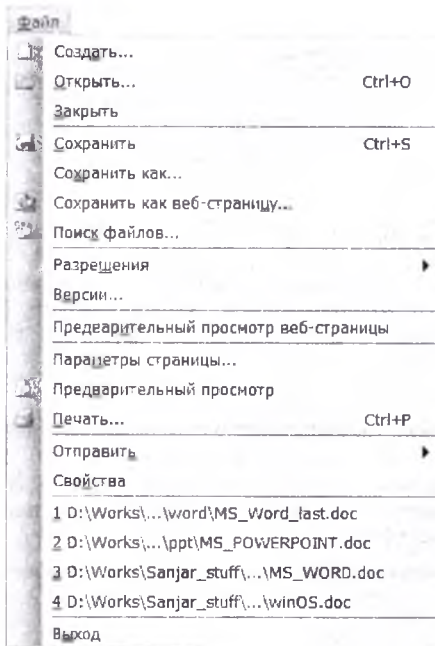 Файл
Создать...
Открыть... Ctrl+O
Закрыть
Сохранить Ctrl+S
Сохранить как...
Сохранить как веб-страницу...
Поиск файлов...
Разрешения
Версии...
Предварительный просмотр веб-страницы
Параметры страницы...
Предварительный просмотр
Печать... Ctrl+P
Отправить
Свойства
1 D:\Works\...\word\MS_Word_last.doc
2 D:\Works\...\ppt\MS_POWERPOINT.doc
3 D:\Works\Sanjar_stuff\...\MS_WORD.doc
4 D:\Works\Sanjar_stuff\...\winOS.doc
Выход